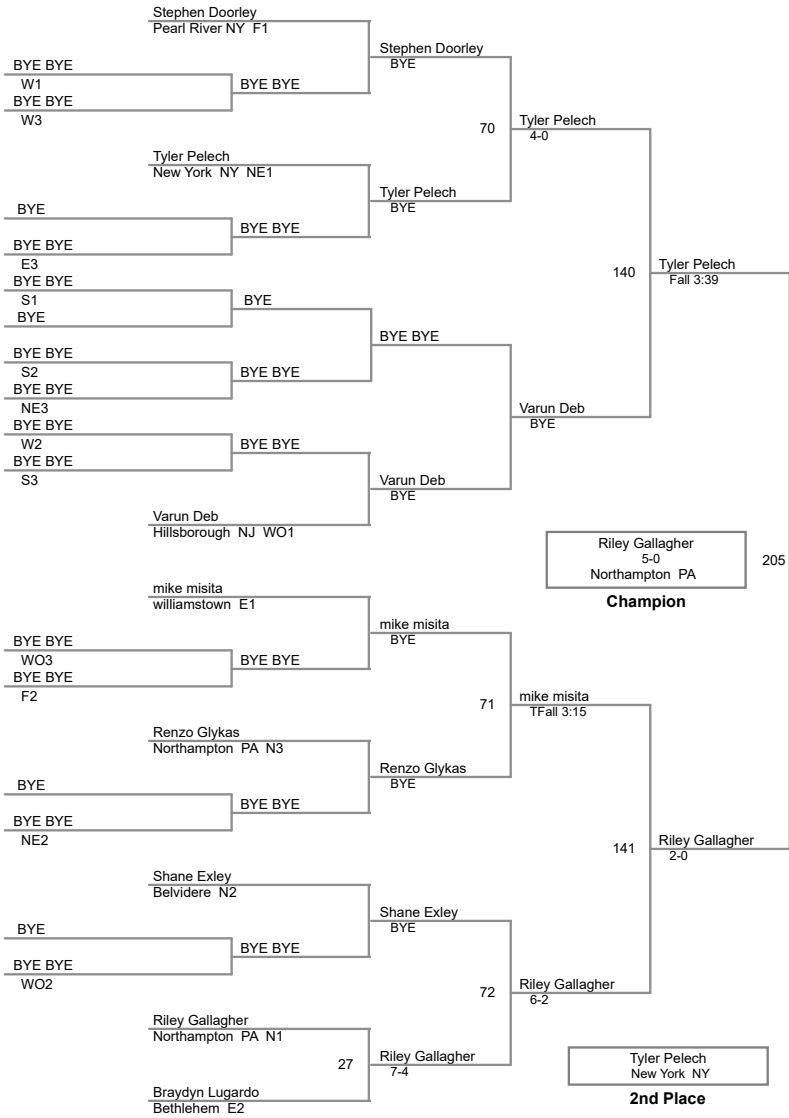 Stephen Doorley
Pearl River NY F1
Stephen Doorley
BYE
BYE BYE
W1
BYE BYE
BYE BYE
W3
70
Tyler Pelech
4-0
Tyler Pelech
New York NY NE1
Tyler Pelech
BYE
BYE
BYE BYE
BYE BYE
E3
140
Tyler Pelech
Fall 3:39
BYE BYE
S1
BYE
BYE
BYE BYE
BYE BYE
S2
BYE BYE
BYE BYE
NE3
Varun Deb
BYE
BYE BYE
W2
BYE BYE
BYE BYE
S3
Varun Deb
BYE
Varun Deb
Hillsborough NJ WO1
Riley Gallagher
5-0
Northampton PA
205
Champion
mike misita
williamstown E1
mike misita
BYE
BYE BYE
WO3
BYE BYE
BYE BYE
F2
71
mike misita
TFall 3:15
Renzo Glykas
Northampton PA N3
Renzo Glykas
BYE
BYE
BYE BYE
BYE BYE
NE2
141
Riley Gallagher
2-0
Shane Exley
Belvidere N2
Shane Exley
BYE
BYE
BYE BYE
BYE BYE
WO2
72
Riley Gallagher
6-2
Riley Gallagher
Northampton PA N1
27
Riley Gallagher
7-4
Braydyn Lugardo
Bethlehem E2
Tyler Pelech
New York NY
2nd Place